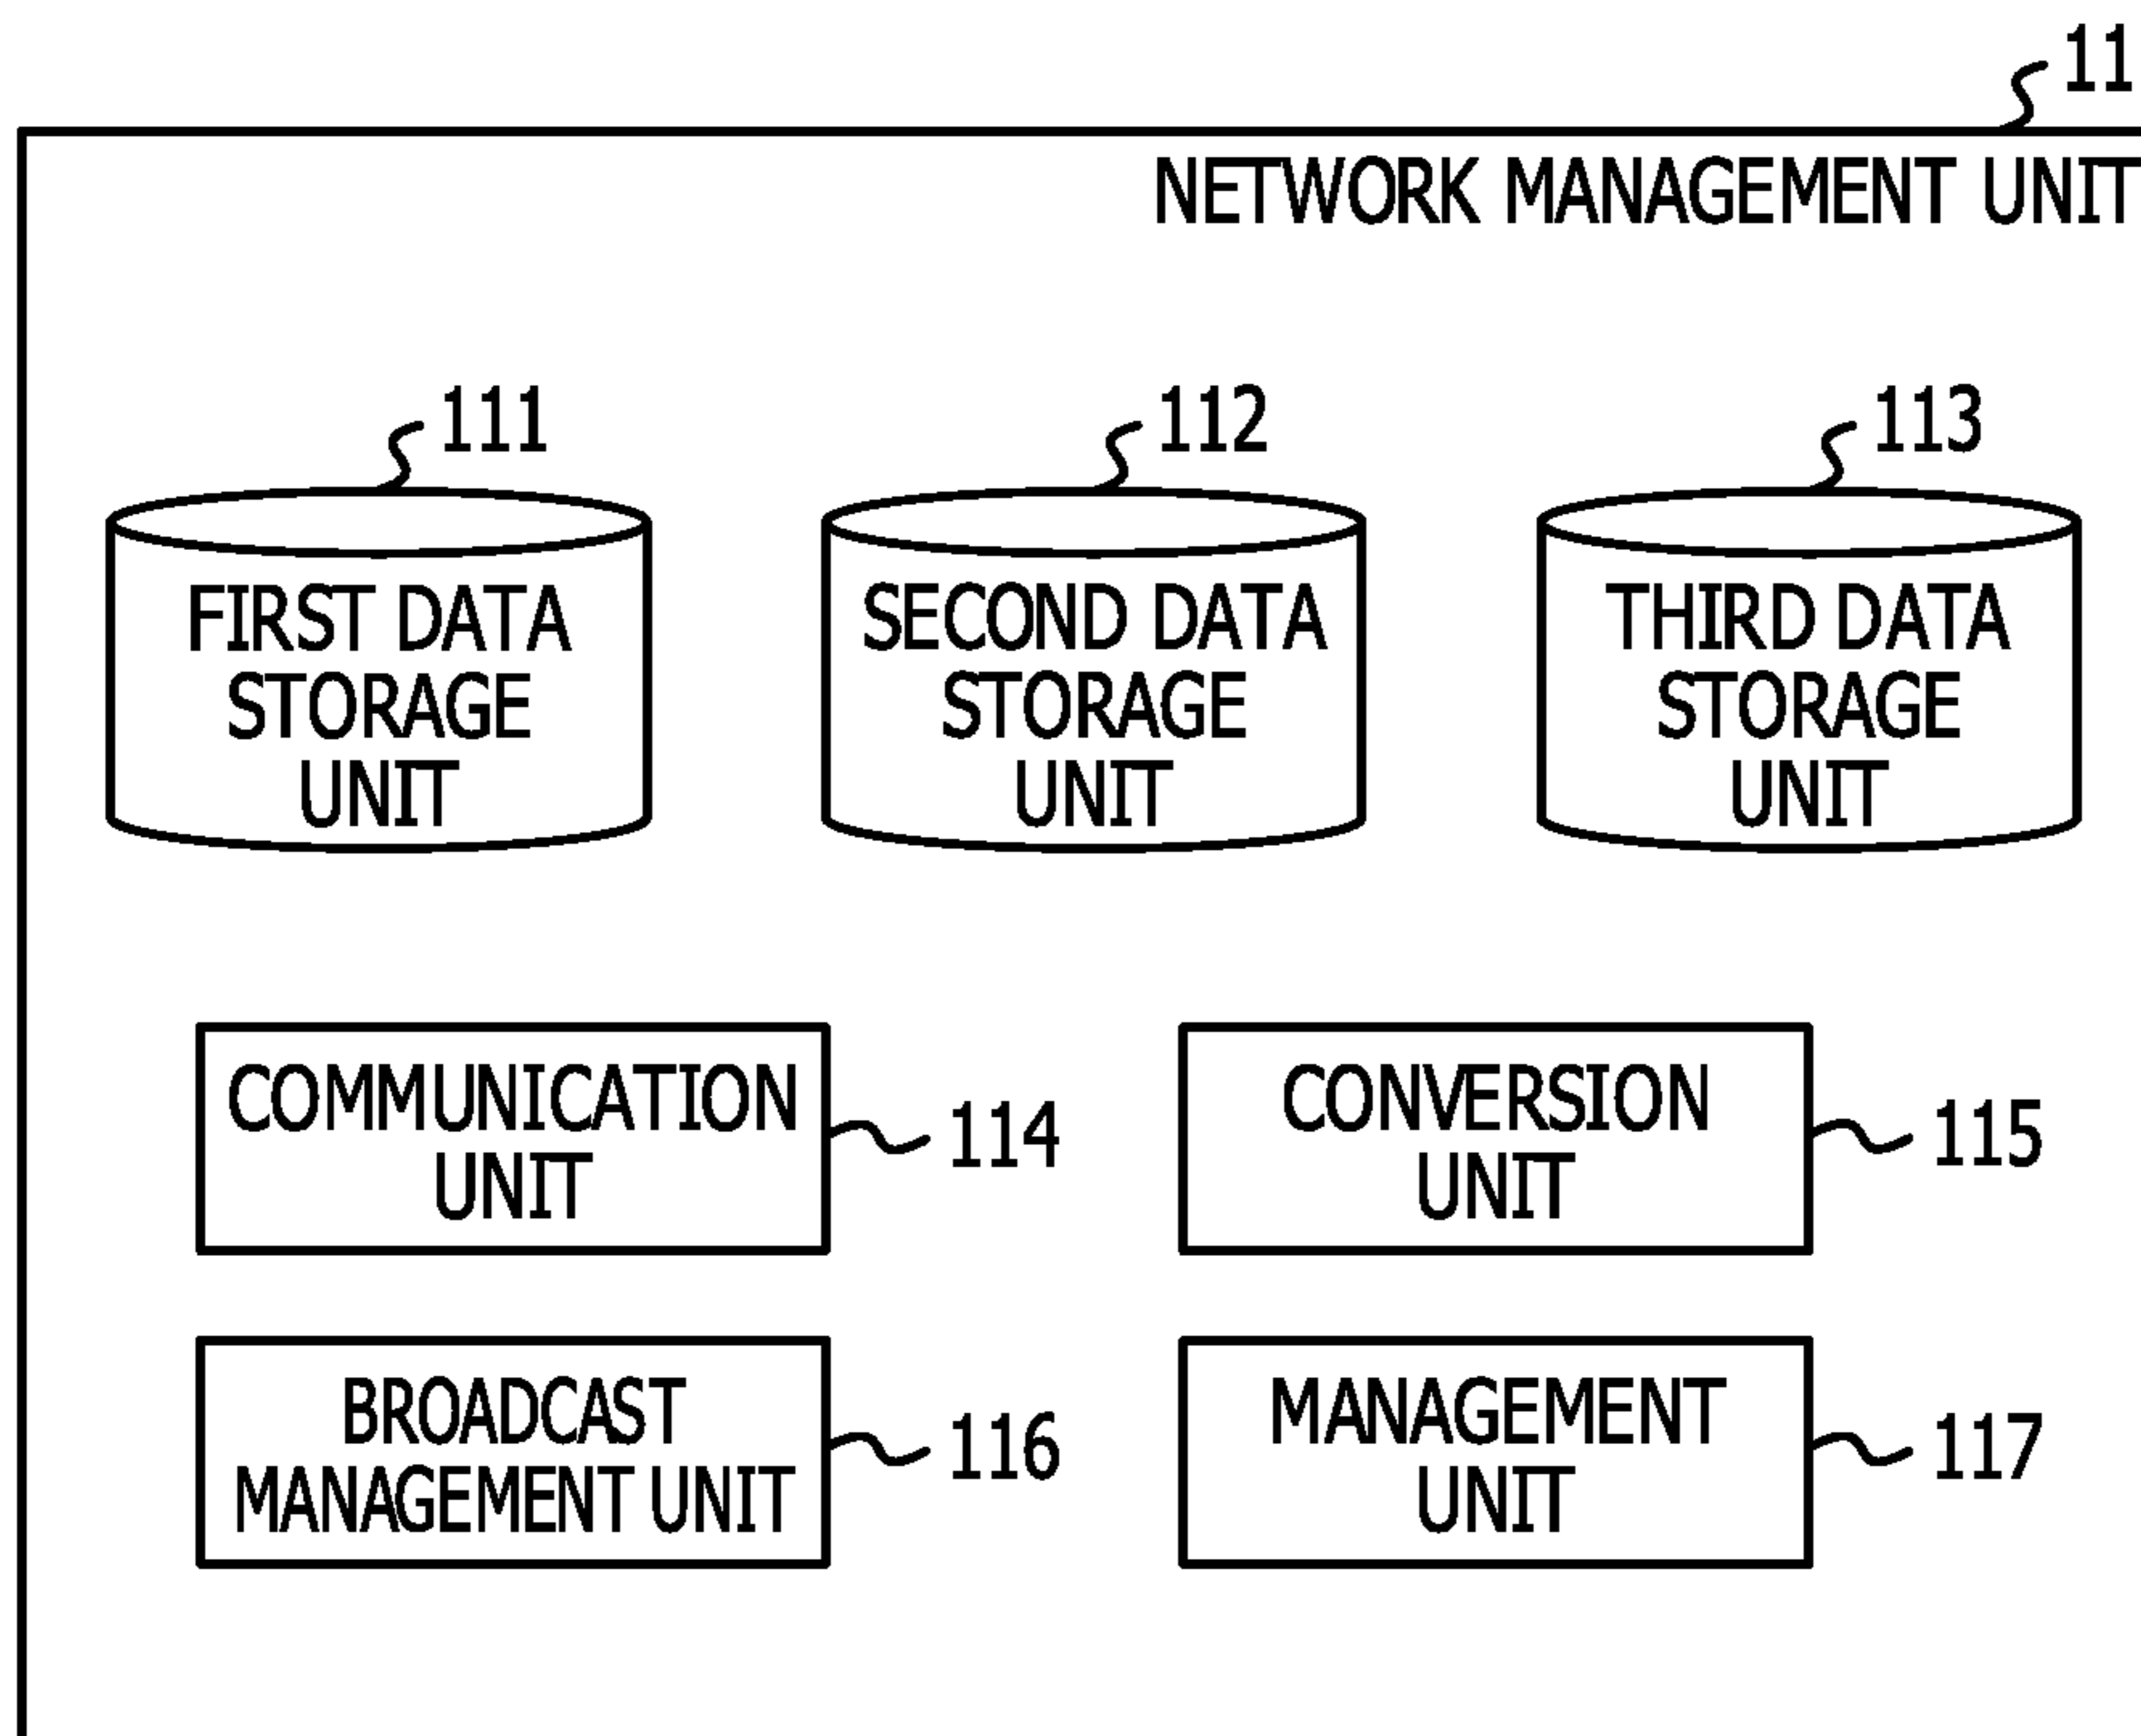 11
NETWORK MANAGEMENT UNIT
111
112
113
FIRST DATA
STORAGE
UNIT
SECOND DATA
STORAGE
UNIT
THIRD DATA
STORAGE
UNIT
COMMUNICATION
UNIT
114
CONVERSION
UNIT
115
BROADCAST
MANAGEMENT UNIT
116
MANAGEMENT
UNIT
117